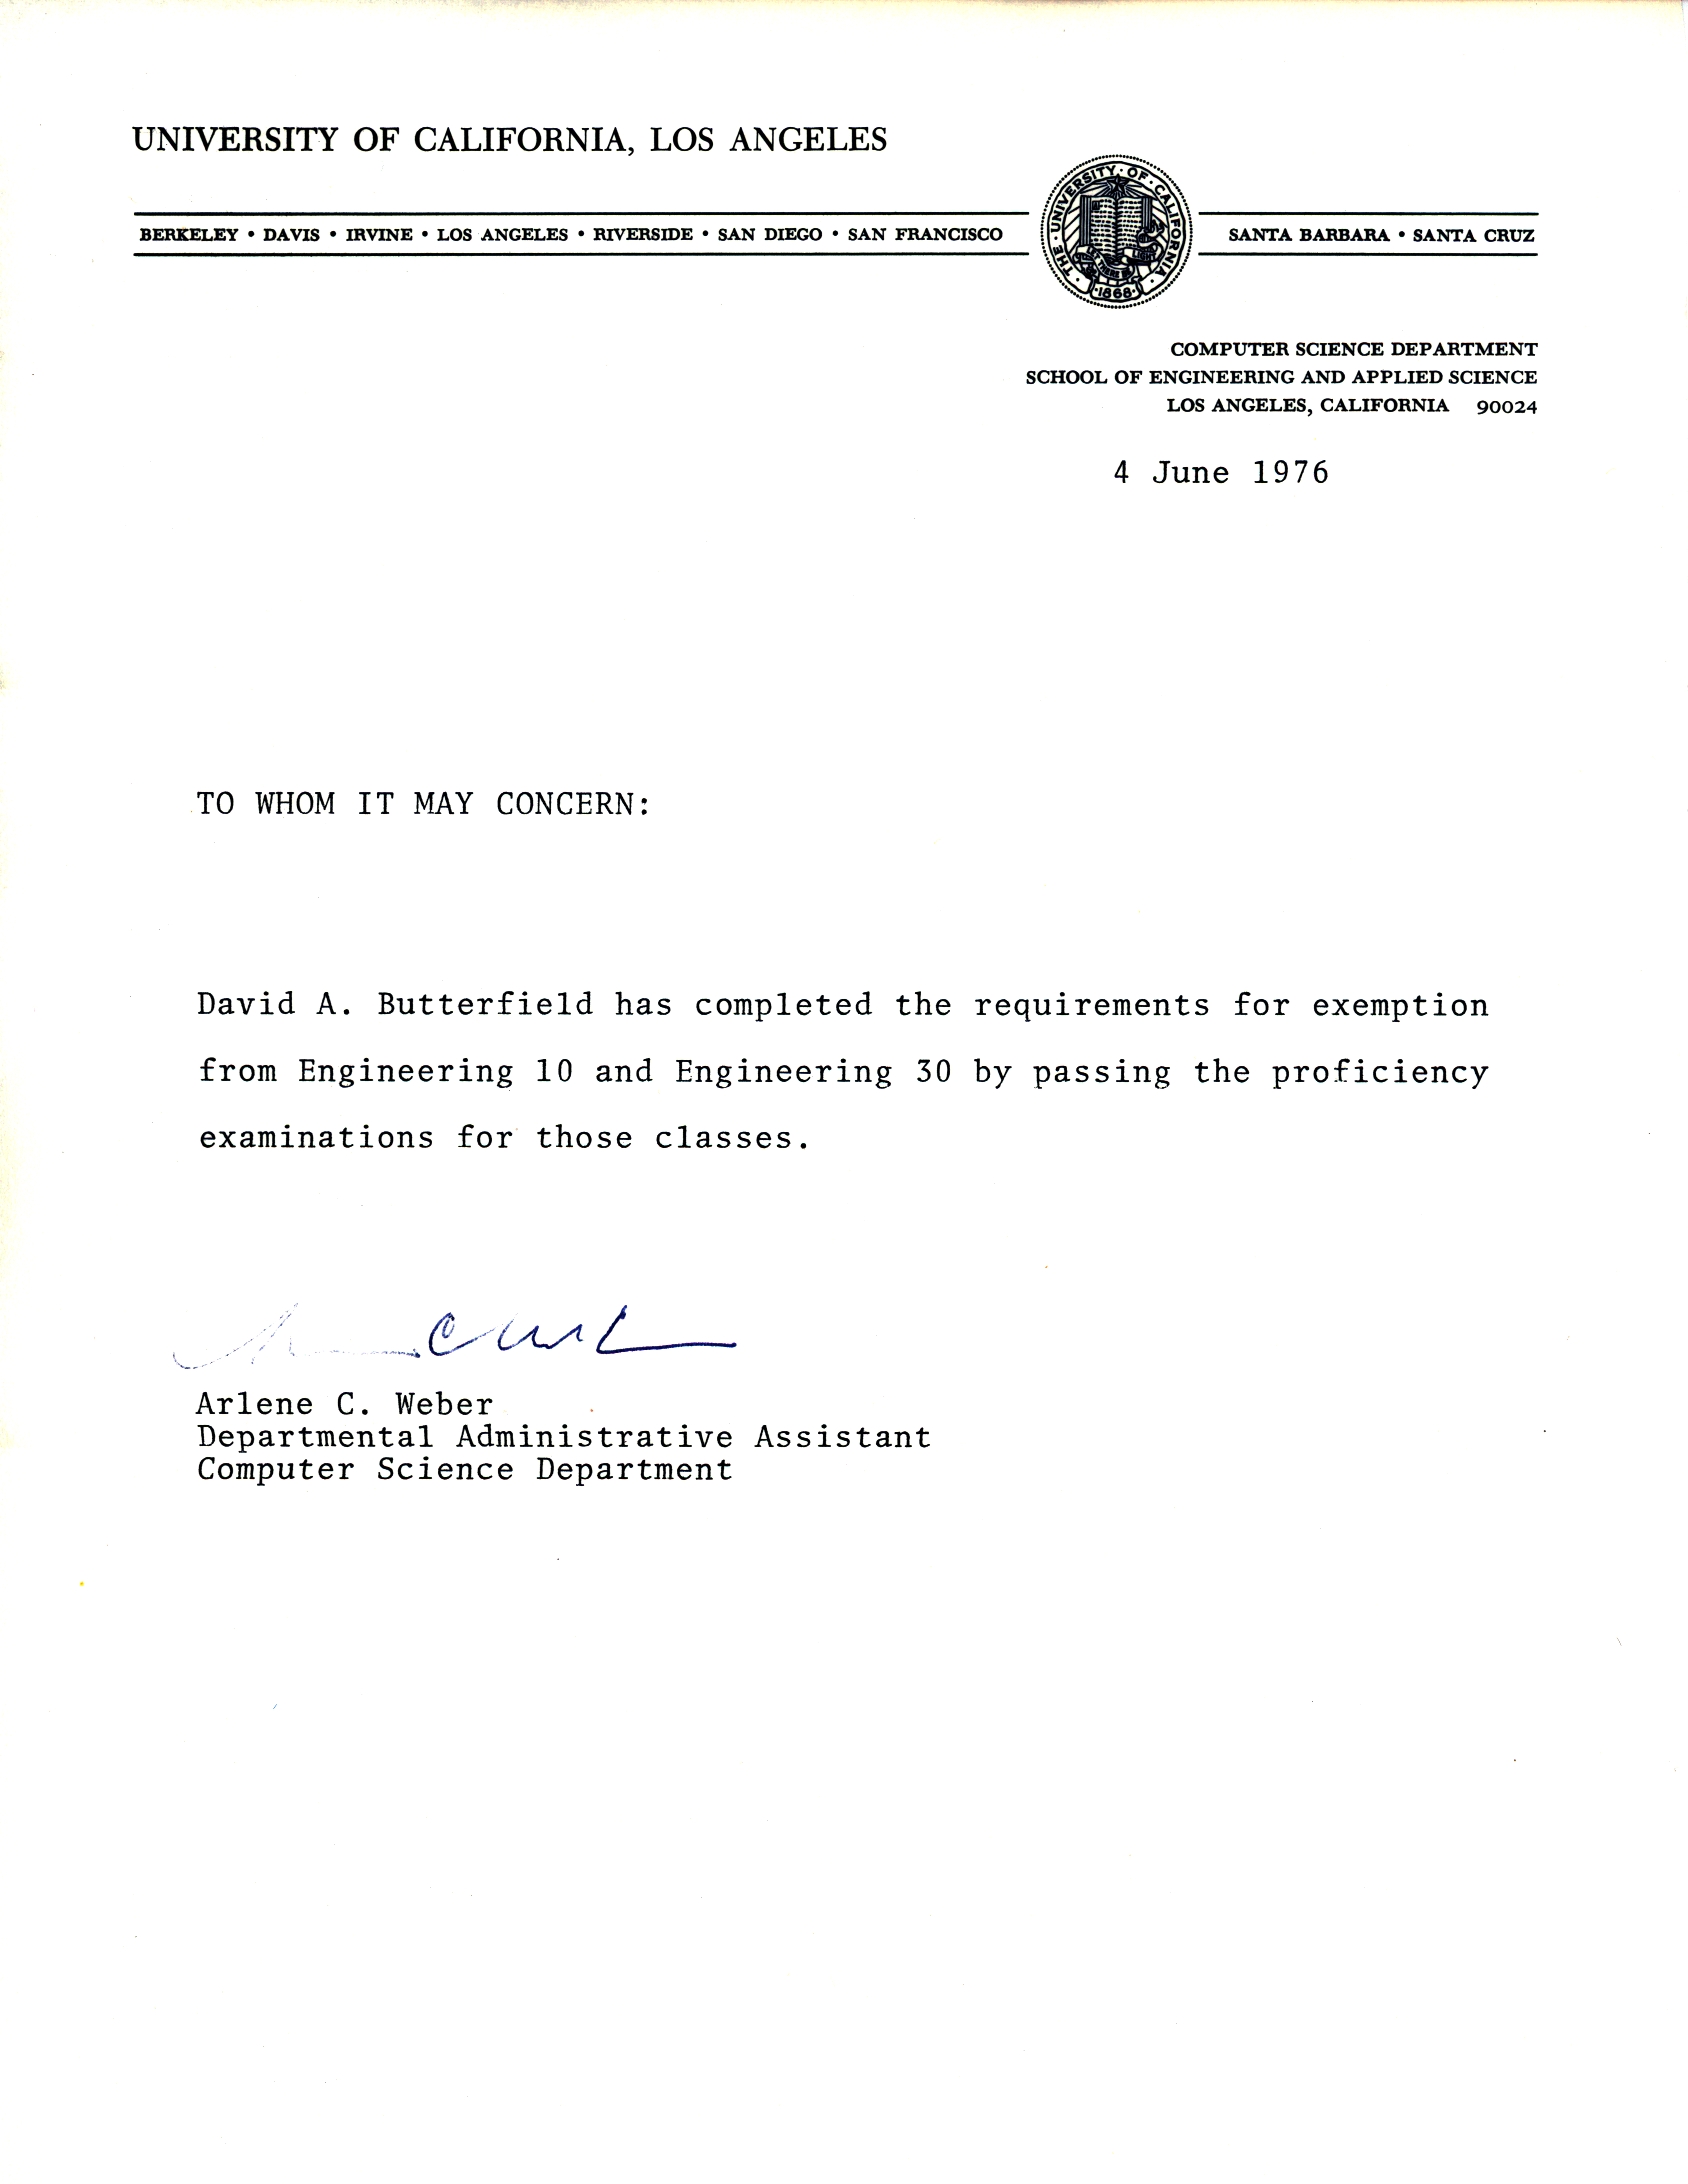 UNIVERSITY OF CALIFORNIA, LOS ANGELES
BERKELEY • DAVIS • IRVINE • LOS ANGELES • RIVERSIDE • SAN DIEGO • SAN FRANCISCO
THE · UNIVERSITY · OF · CALIFORNIA
LET THERE BE LIGHT
·1868·
SANTA BARBARA • SANTA CRUZ
COMPUTER SCIENCE DEPARTMENT
SCHOOL OF ENGINEERING AND APPLIED SCIENCE
LOS ANGELES, CALIFORNIA 90024
4 June 1976
TO WHOM IT MAY CONCERN:
David A. Butterfield has completed the requirements for exemption
from Engineering 10 and Engineering 30 by passing the proficiency
examinations for those classes.
Arlene C. Weber
Departmental Administrative Assistant
Computer Science Department